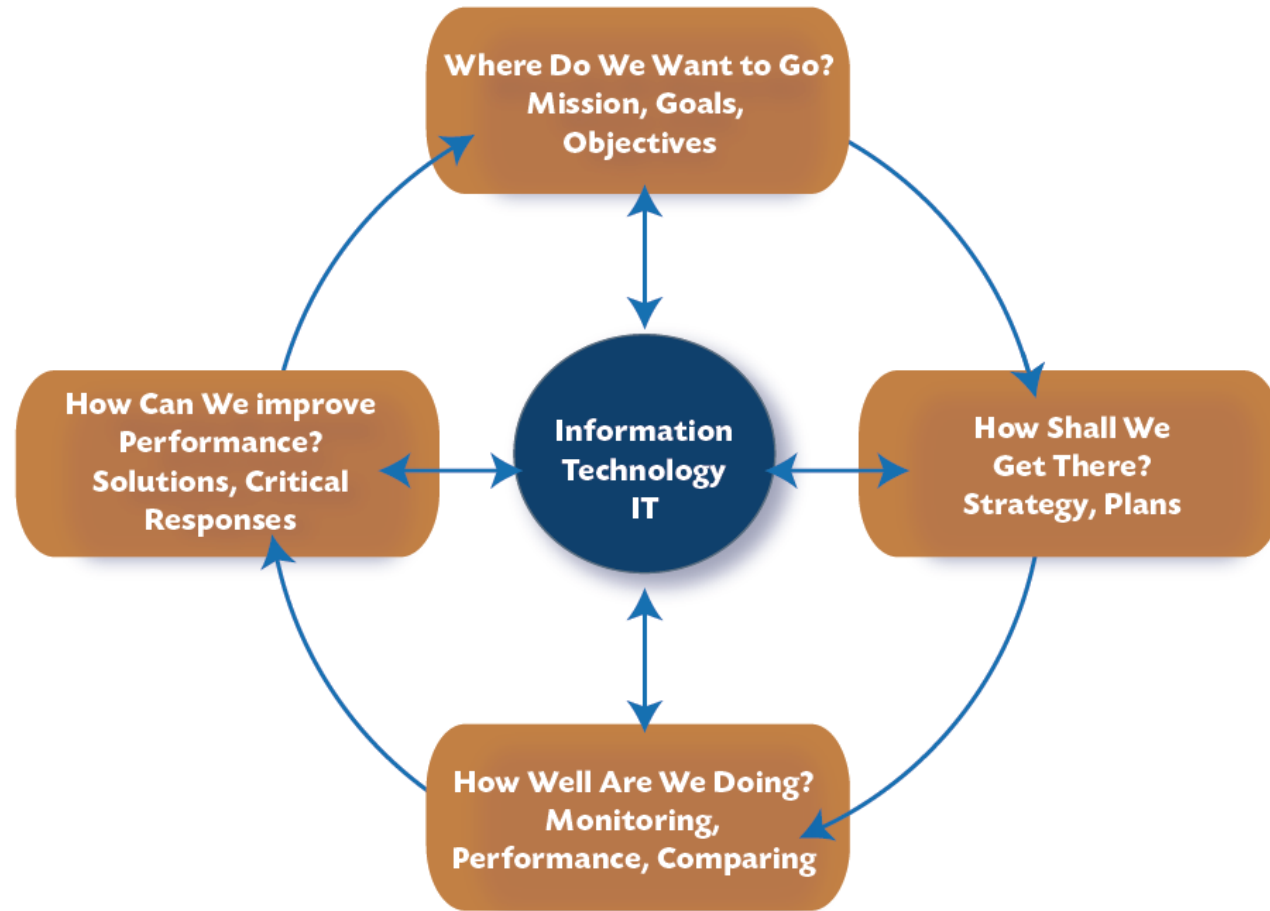 Where Do We Want to Go?
Mission, Goals,
Objectives
How Shall We
Get There?
Strategy, Plans
How Well Are We Doing?
Monitoring,
Performance, Comparing
How Can We improve
Performance?
Solutions, Critical
Responses
Information
Technology
IT